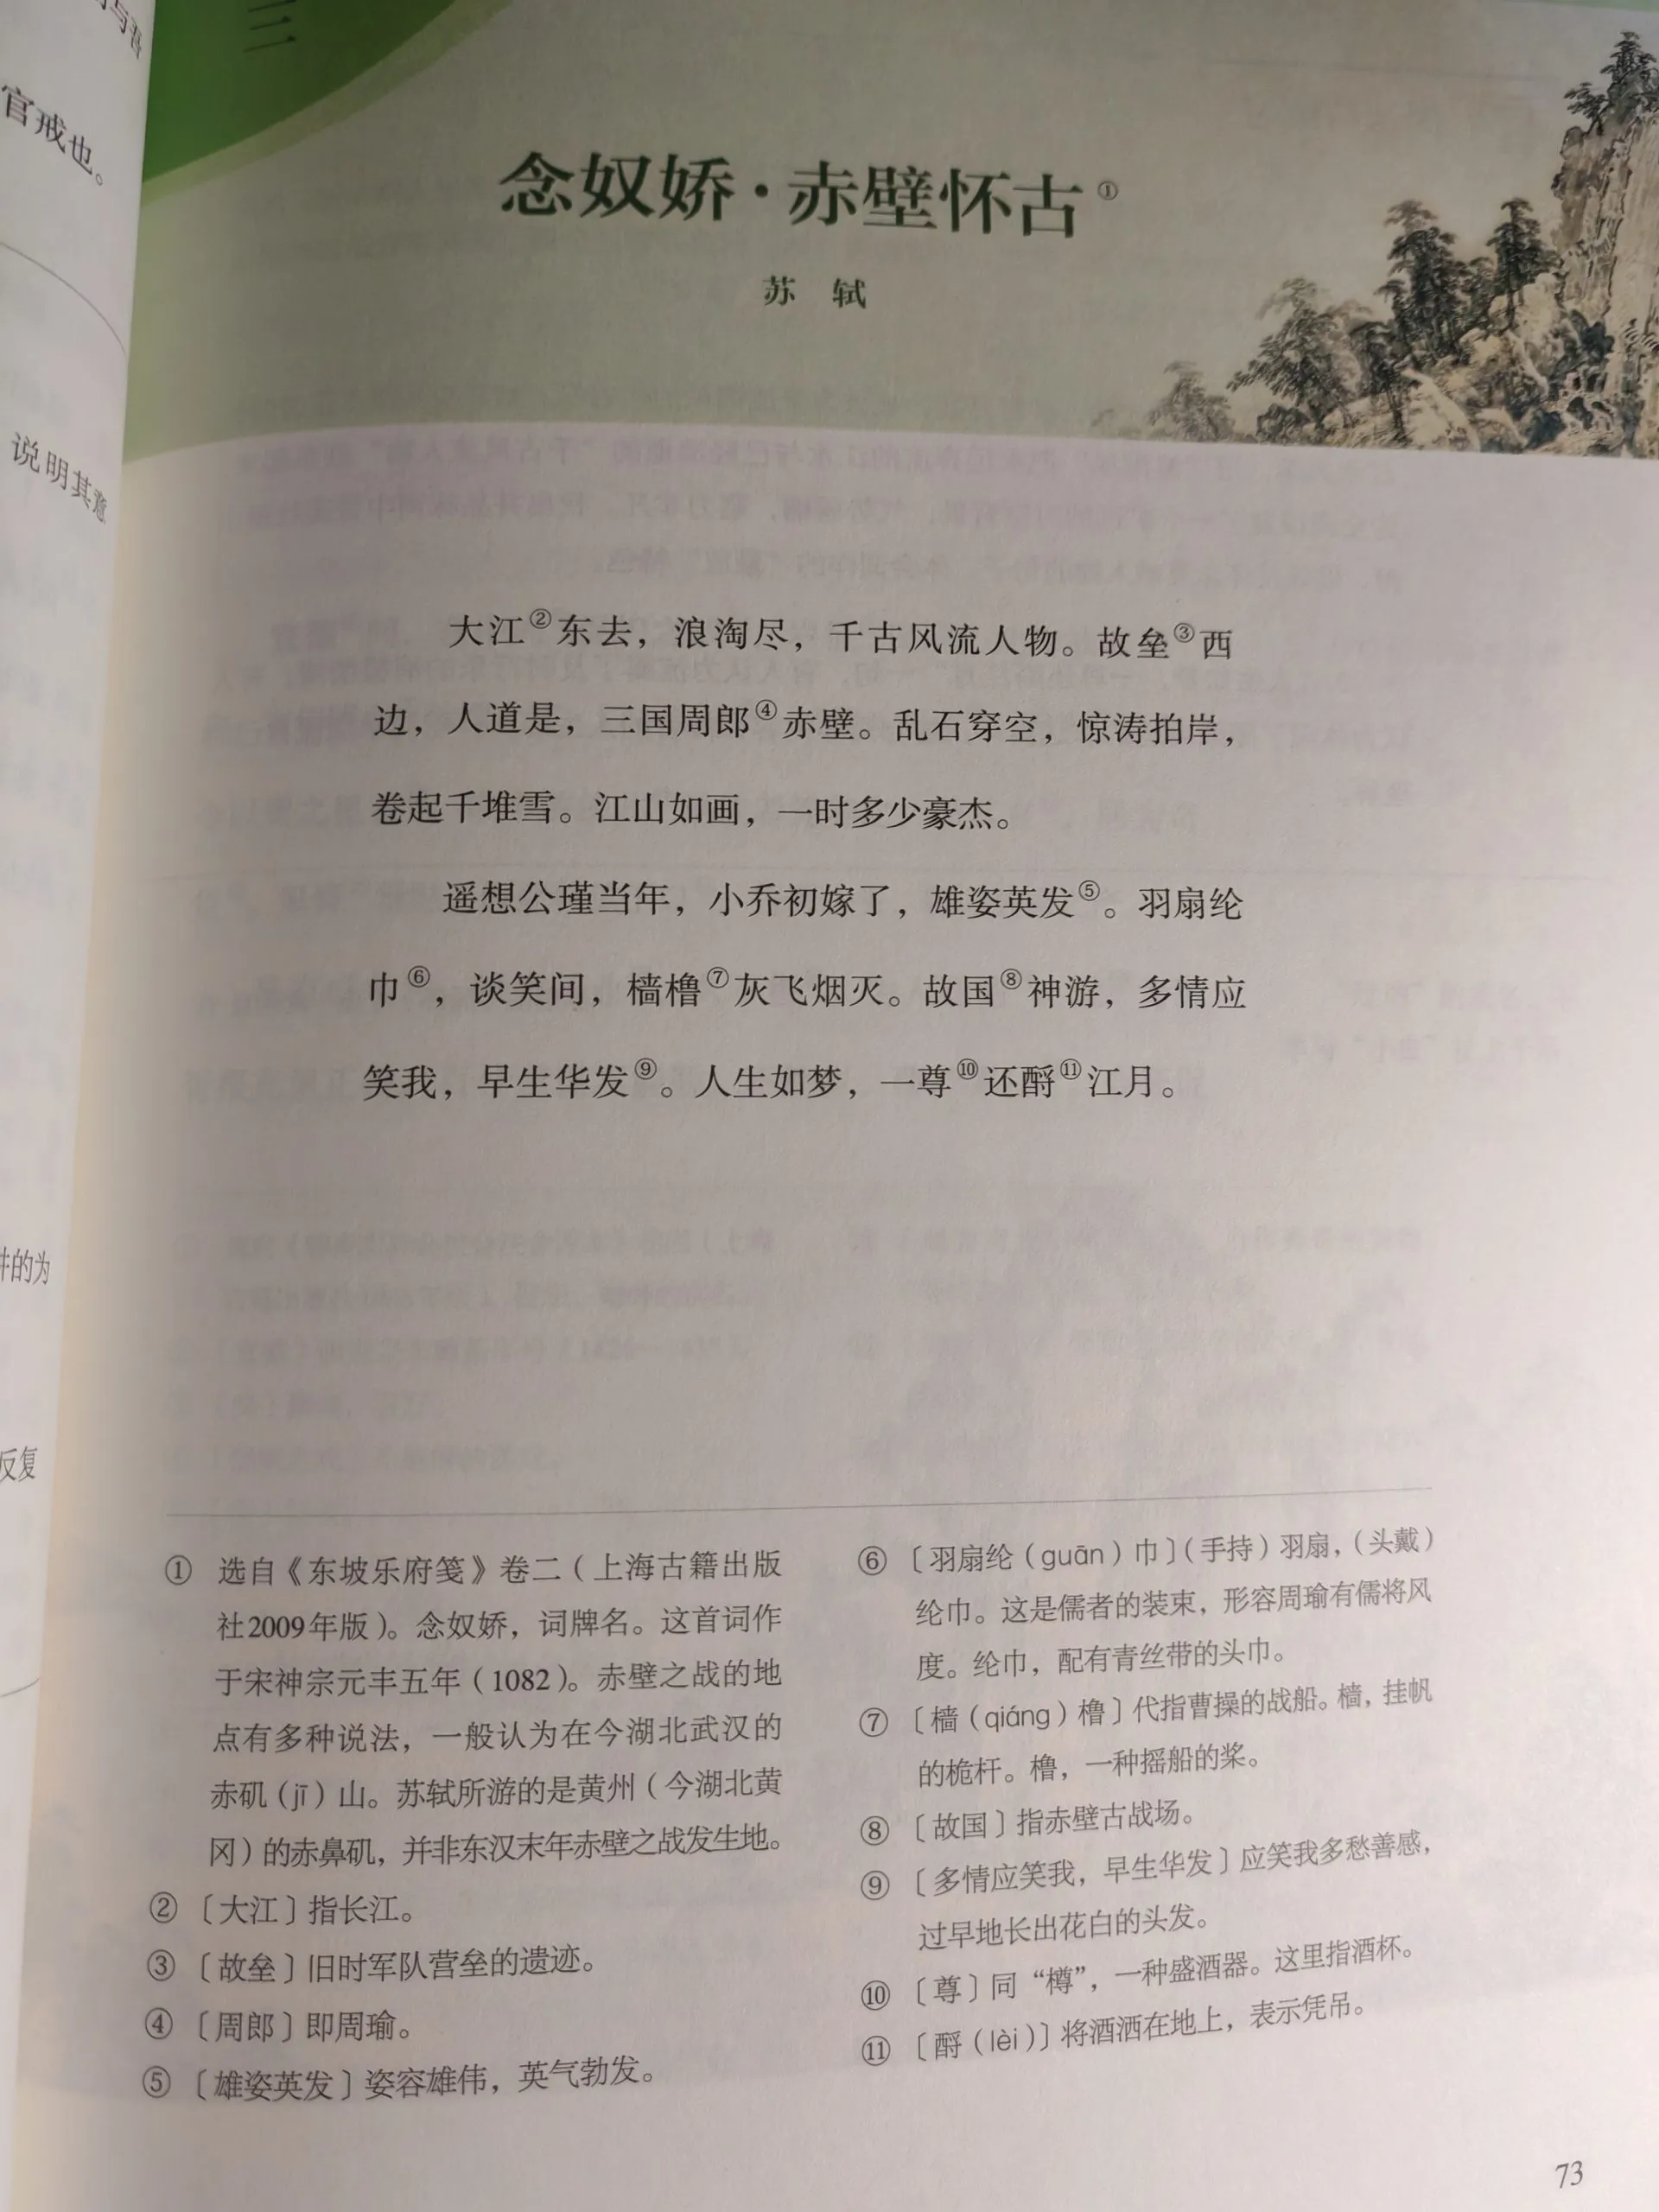 三
官戒也。
说明其意
件的为
反复
念奴娇·赤壁怀古①
苏 轼
大江②东去，浪淘尽，千古风流人物。故垒③西
边，人道是，三国周郎④赤壁。乱石穿空，惊涛拍岸，
卷起千堆雪。江山如画，一时多少豪杰。
遥想公瑾当年，小乔初嫁了，雄姿英发⑤。羽扇纶
巾⑥，谈笑间，樯橹⑦灰飞烟灭。故国⑧神游，多情应
笑我，早生华发⑨。人生如梦，一尊⑩还酹⑪江月。
① 选自《东坡乐府笺》卷二（上海古籍出版
社2009年版）。念奴娇，词牌名。这首词作
于宋神宗元丰五年（1082）。赤壁之战的地
点有多种说法，一般认为在今湖北武汉的
赤矶（jī）山。苏轼所游的是黄州（今湖北黄
冈）的赤鼻矶，并非东汉末年赤壁之战发生地。
② 〔大江〕指长江。
③ 〔故垒〕旧时军队营垒的遗迹。
④ 〔周郎〕即周瑜。
⑤ 〔雄姿英发〕姿容雄伟，英气勃发。
⑥ 〔羽扇纶（guān）巾〕（手持）羽扇，（头戴）
纶巾。这是儒者的装束，形容周瑜有儒将风
度。纶巾，配有青丝带的头巾。
⑦ 〔樯（qiáng）橹〕代指曹操的战船。樯，挂帆
的桅杆。橹，一种摇船的桨。
⑧ 〔故国〕指赤壁古战场。
⑨ 〔多情应笑我，早生华发〕应笑我多愁善感，
过早地长出花白的头发。
⑩ 〔尊〕同“樽”，一种盛酒器。这里指酒杯。
⑪ 〔酹（lèi）〕将酒洒在地上，表示凭吊。
73